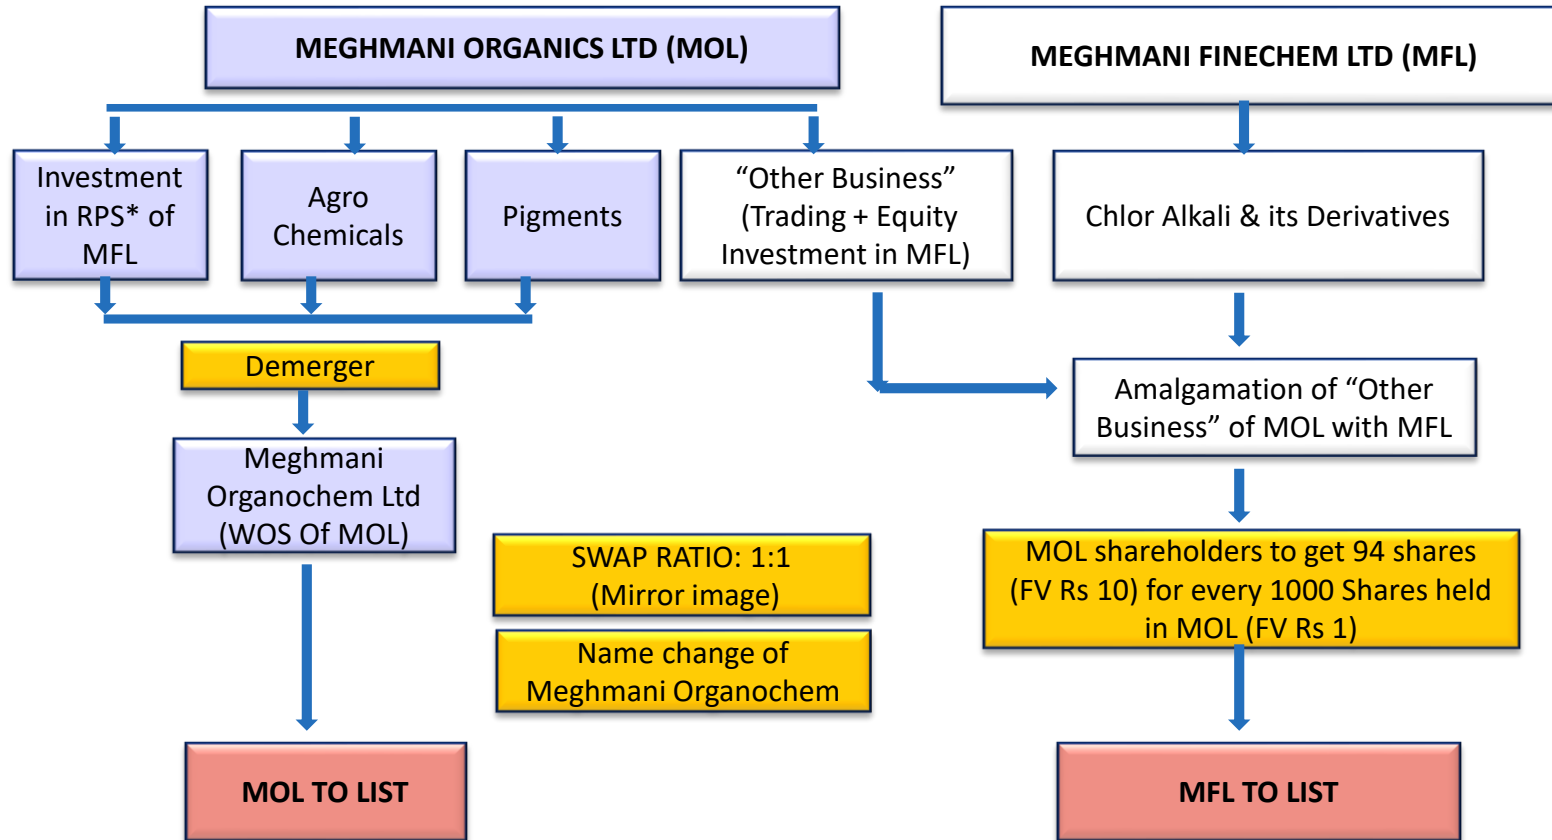 MEGHMANI ORGANICS LTD (MOL)
MEGHMANI FINECHEM LTD (MFL)
Investment
in RPS* of
MFL
Agro
Chemicals
Pigments
“Other Business”
(Trading + Equity
Investment in MFL)
Chlor Alkali & its Derivatives
Demerger
Amalgamation of “Other
Business” of MOL with MFL
Meghmani
Organochem Ltd
(WOS Of MOL)
SWAP RATIO: 1:1
(Mirror image)
Name change of
Meghmani Organochem
MOL shareholders to get 94 shares
(FV Rs 10) for every 1000 Shares held
in MOL (FV Rs 1)
MOL TO LIST
MFL TO LIST